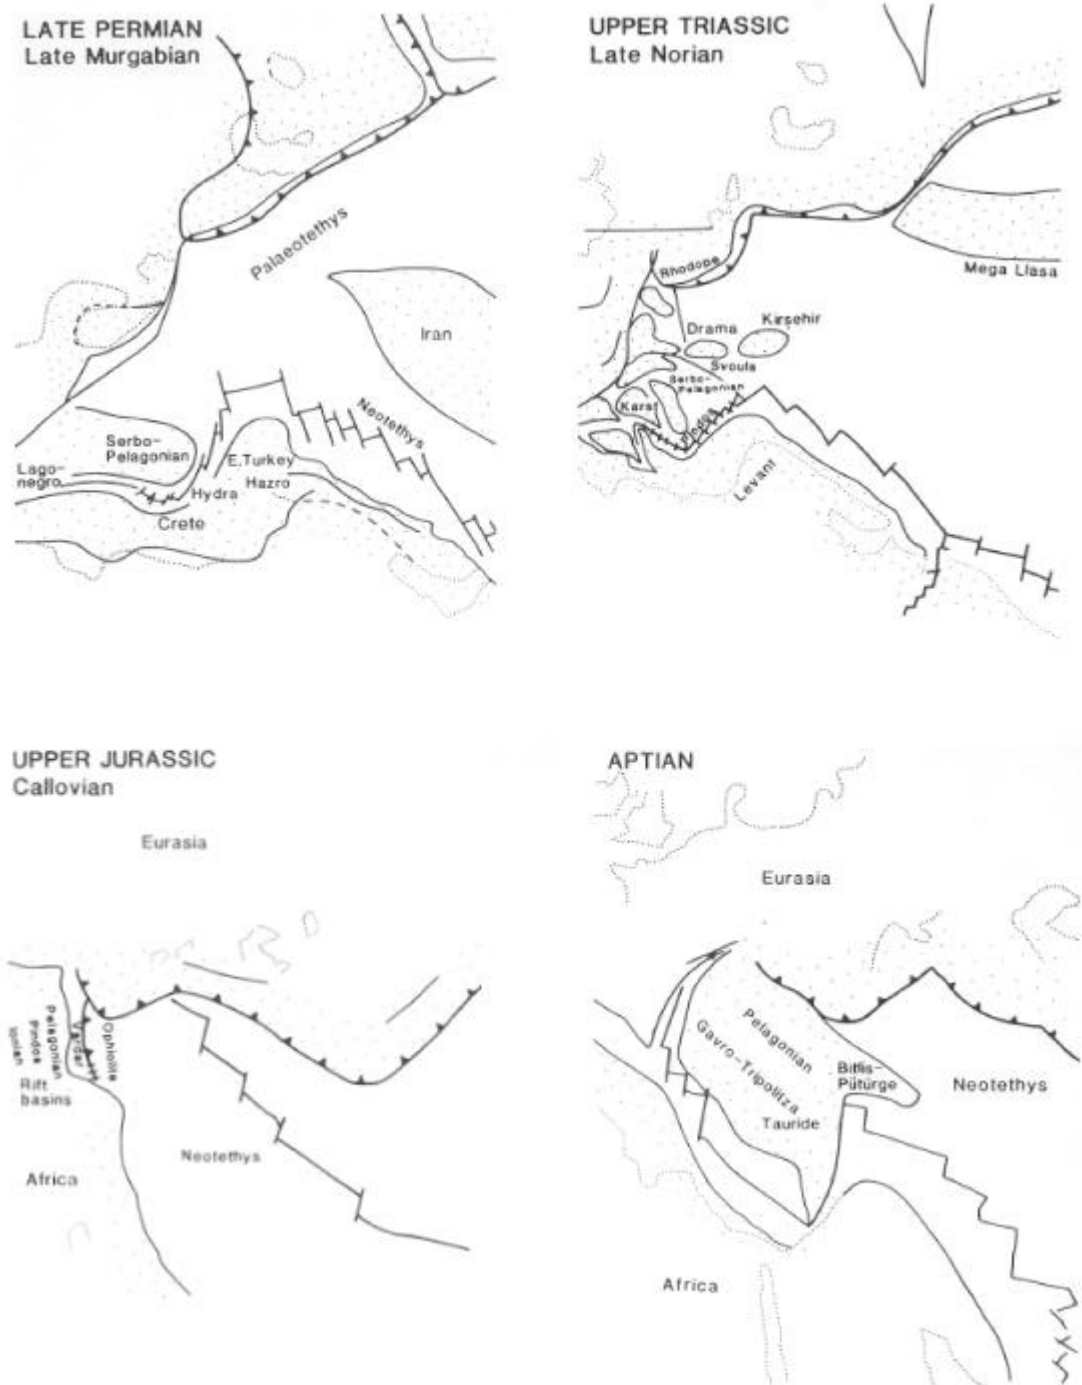 LATE PERMIAN
Late Murgabian
Palaeotethys
Iran
Neotethys
Serbo-
Pelagonian
Lago-
negro
E.Turkey
Hazro
Hydra
Crete
UPPER TRIASSIC
Late Norian
Mega Llasa
Rhodope
Drama
Kirşehir
Svoula
Serbo-
Pelagonian
Karst
Pindos
Levant
UPPER JURASSIC
Callovian
Eurasia
Ionian
Pindos
Pelagonian
Vardar
Ophiolite
Rift
basins
Neotethys
Africa
APTIAN
Eurasia
Pelagonian
Gavro-Tripolitza
Bitlis-
Pütürge
Tauride
Neotethys
Africa